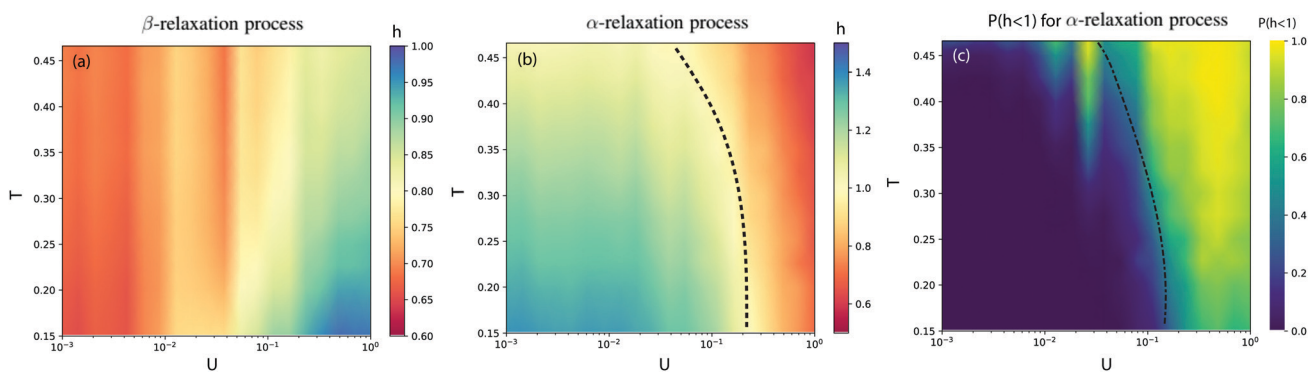 β-relaxation process
h
(a)
1.00
0.95
0.90
0.85
0.80
0.75
0.70
0.65
0.60
T
0.45
0.40
0.35
0.30
0.25
0.20
0.15
10⁻³ 10⁻² 10⁻¹ 10⁰
U
α-relaxation process
h
(b)
1.4
1.2
1.0
0.8
0.6
T
0.45
0.40
0.35
0.30
0.25
0.20
0.15
10⁻³ 10⁻² 10⁻¹ 10⁰
U
P(h<1) for α-relaxation process
P(h<1)
(c)
1.0
0.8
0.6
0.4
0.2
0.0
T
0.45
0.40
0.35
0.30
0.25
0.20
0.15
10⁻³ 10⁻² 10⁻¹ 10⁰
U